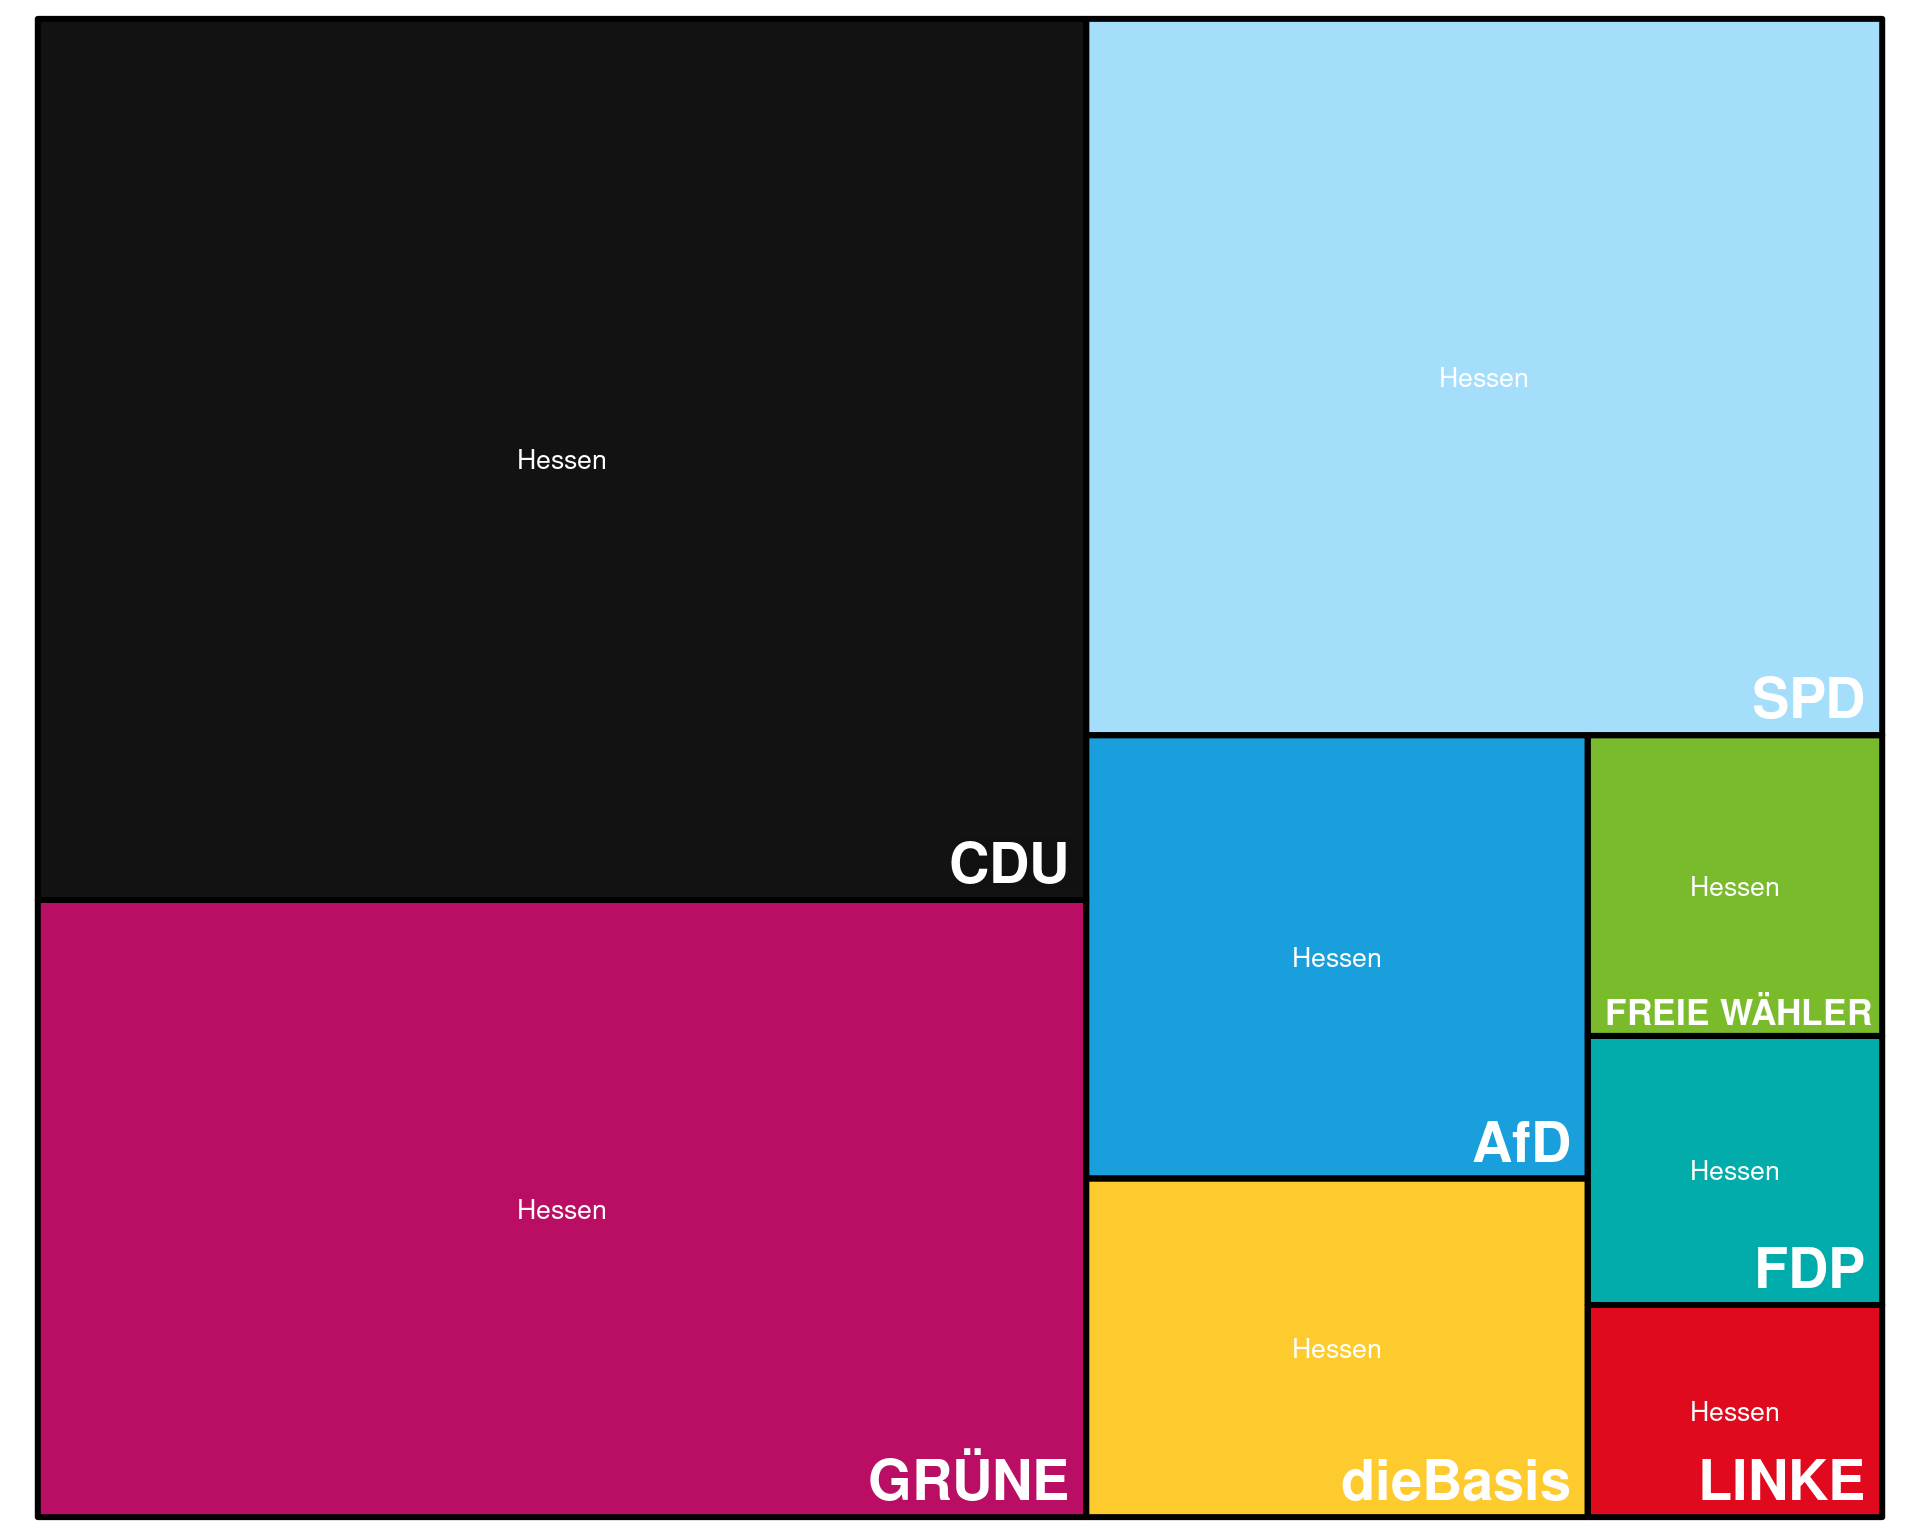 Hessen
CDU
Hessen
GRÜNE
Hessen
SPD
Hessen
AfD
Hessen
dieBasis
Hessen
FREIE WÄHLER
Hessen
FDP
Hessen
LINKE